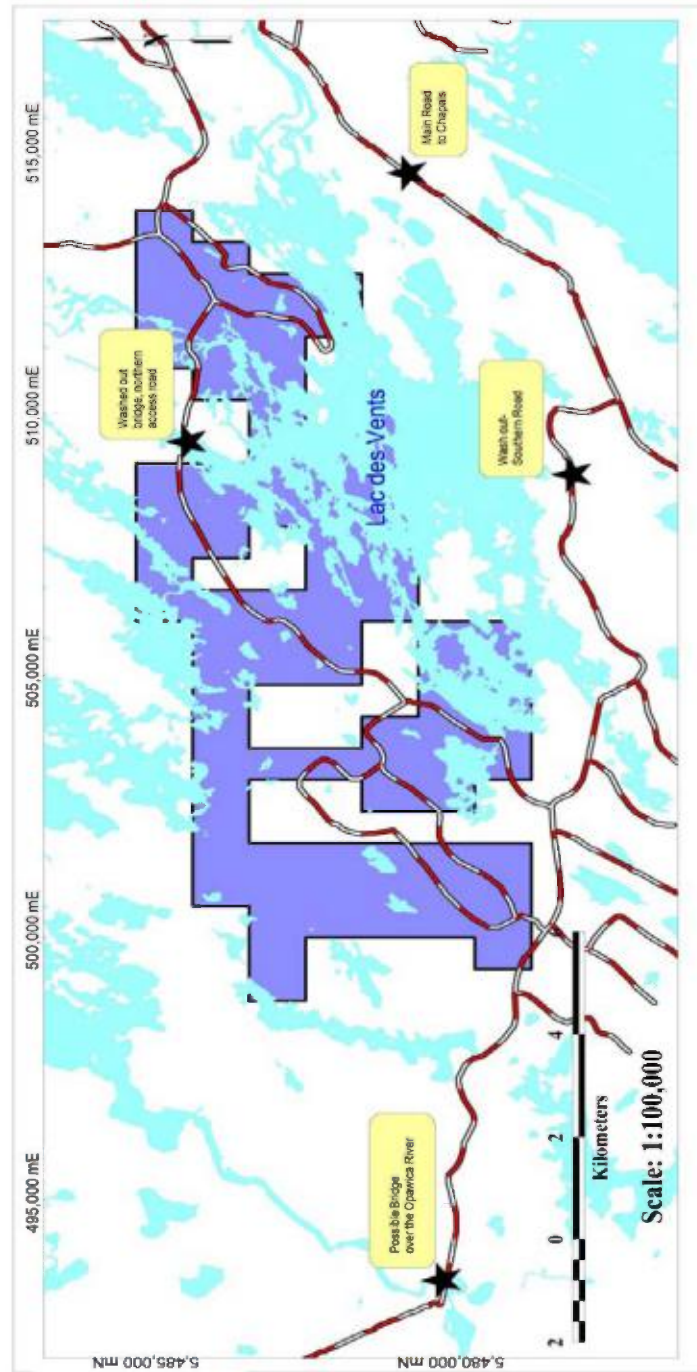 495,000 mE
500,000 mE
505,000 mE
510,000 mE
515,000 mE
5,485,000 mN
5,480,000 mN
Washed out
bridge, northern
access road
Main Road
to Chapais
Lac des Vents
Wash out-
Southern Road
Possible Bridge
over the Opawica River
2
0
2
4
Kilometers
Scale: 1:100,000